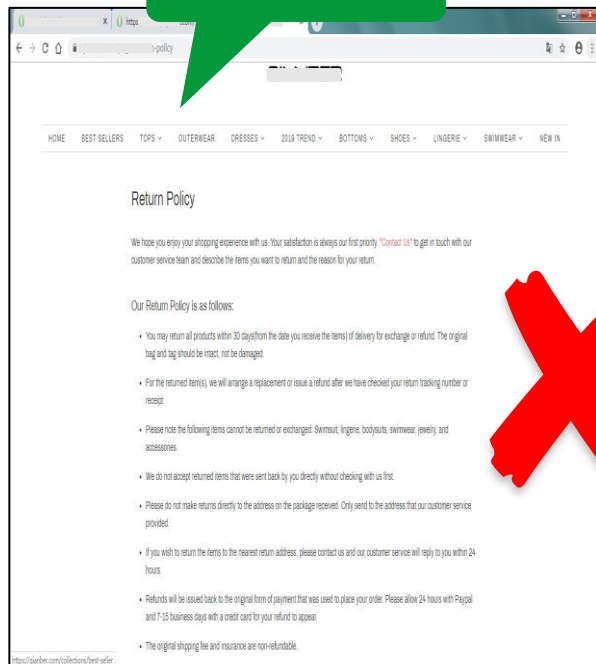 https
-policy
HOME BEST SELLERS TOPS OUTERWEAR DRESSES 2019 TREND BOTTOMS SHOES LINGERIE SWIMWEAR NEW IN
Return Policy
We hope you enjoy your shopping experience with us. Your satisfaction is always our first priority. "Contact Us" to get in touch with our
customer service team and describe the items you want to return and the reason for your return.
Our Return Policy is as follows:
• You may return all products within 30 days(from the date you receive the items) of delivery for exchange or refund. The original
bag and tag should be intact, not be damaged.
• For the returned item(s), we will arrange a replacement or issue a refund after we have checked your return tracking number or
receipt.
• Please note the following items cannot be returned or exchanged: Swimsuit, lingerie, bodysuits, swimwear, jewelry, and
accessories.
• We do not accept returned items that were sent back by you directly without checking with us first.
• Please do not make returns directly to the address on the package received. Only send to the address that our customer service
provided.
• If you wish to return the items to the nearest return address, please contact us and our customer service will reply to you within 24
hours.
• Refunds will be issued back to the original form of payment that was used to place your order. Please allow 24 hours with Paypal
and 7-15 business days with a credit card for your refund to appear.
• The original shipping fee and insurance are non-refundable.
https://qianber.com/collections/best-seller